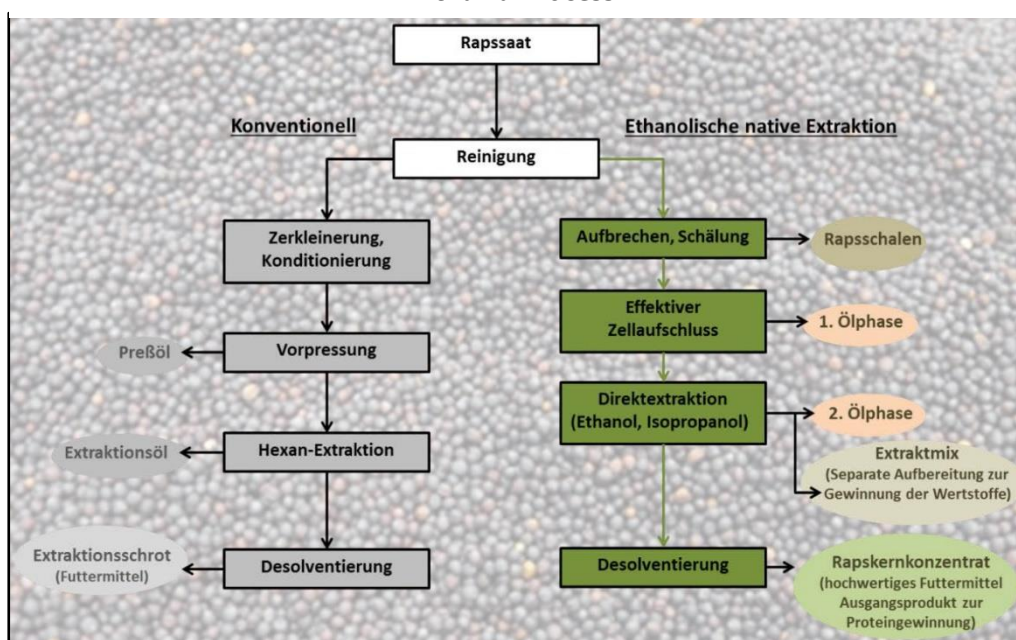 Rapssaat
Konventionell
Ethanolische native Extraktion
Reinigung
Zerkleinerung,
Konditionierung
Vorpressung
Preßöl
Hexan-Extraktion
Extraktionsöl
Desolventierung
Extraktionsschrot
(Futtermittel)
Aufbrechen, Schälung
Rapsschalen
Effektiver
Zellaufschluss
1. Ölphase
Direktextraktion
(Ethanol, Isopropanol)
2. Ölphase
Extraktmix
(Separate Aufbereitung zur
Gewinnung der Wertstoffe)
Desolventierung
Rapskernkonzentrat
(hochwertiges Futtermittel
Ausgangsprodukt zur
Proteingewinnung)